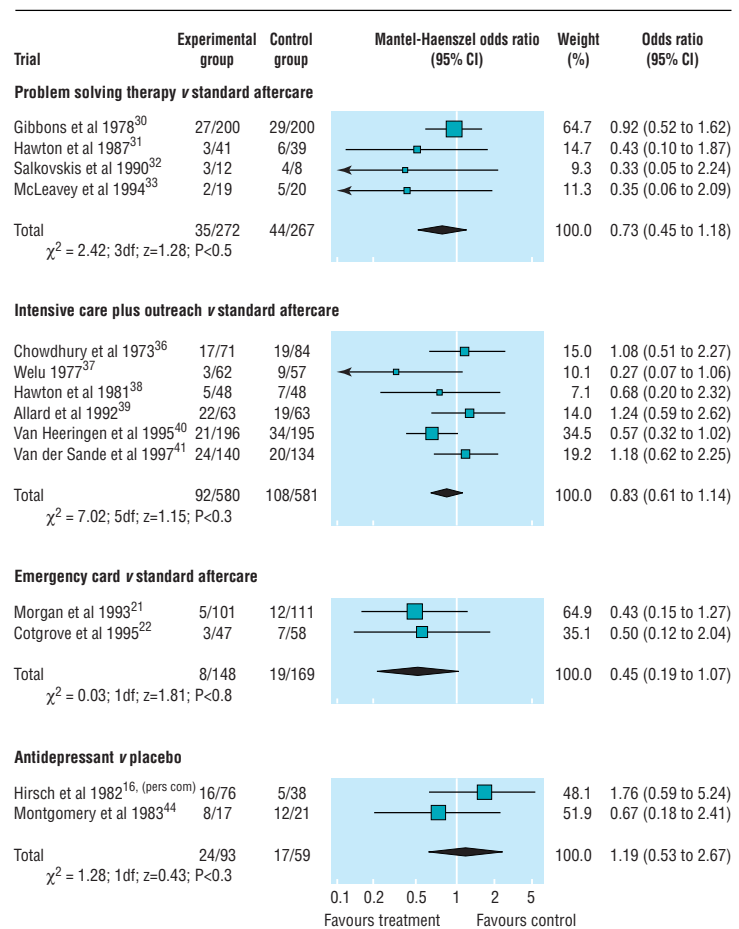 Trial Experimental group Control group Mantel-Haenszel odds ratio (95% CI) Weight (%) Odds ratio (95% CI)
Problem solving therapy v standard aftercare
Gibbons et al 1978³⁰ 27/200 29/200 64.7 0.92 (0.52 to 1.62)
Hawton et al 1987³¹ 3/41 6/39 14.7 0.43 (0.10 to 1.87)
Salkovskis et al 1990³² 3/12 4/8 9.3 0.33 (0.05 to 2.24)
McLeavey et al 1994³³ 2/19 5/20 11.3 0.35 (0.06 to 2.09)
Total 35/272 44/267 100.0 0.73 (0.45 to 1.18)
χ² = 2.42; 3df; z=1.28; P<0.5
Intensive care plus outreach v standard aftercare
Chowdhury et al 1973³⁶ 17/71 19/84 15.0 1.08 (0.51 to 2.27)
Welu 1977³⁷ 3/62 9/57 10.1 0.27 (0.07 to 1.06)
Hawton et al 1981³⁸ 5/48 7/48 7.1 0.68 (0.20 to 2.32)
Allard et al 1992³⁹ 22/63 19/63 14.0 1.24 (0.59 to 2.62)
Van Heeringen et al 1995⁴⁰ 21/196 34/195 34.5 0.57 (0.32 to 1.02)
Van der Sande et al 1997⁴¹ 24/140 20/134 19.2 1.18 (0.62 to 2.25)
Total 92/580 108/581 100.0 0.83 (0.61 to 1.14)
χ² = 7.02; 5df; z=1.15; P<0.3
Emergency card v standard aftercare
Morgan et al 1993²¹ 5/101 12/111 64.9 0.43 (0.15 to 1.27)
Cotgrove et al 1995²² 3/47 7/58 35.1 0.50 (0.12 to 2.04)
Total 8/148 19/169 100.0 0.45 (0.19 to 1.07)
χ² = 0.03; 1df; z=1.81; P<0.8
Antidepressant v placebo
Hirsch et al 1982¹⁶, (pers com) 16/76 5/38 48.1 1.76 (0.59 to 5.24)
Montgomery et al 1983⁴⁴ 8/17 12/21 51.9 0.67 (0.18 to 2.41)
Total 24/93 17/59 100.0 1.19 (0.53 to 2.67)
χ² = 1.28; 1df; z=0.43; P<0.3
0.1 0.2 0.5 1 2 5
Favours treatment Favours control